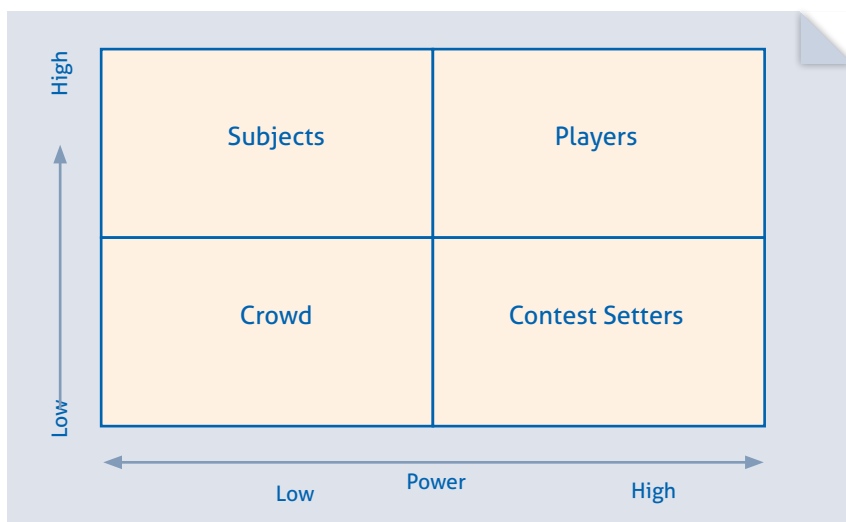 High
Subjects
Players
Crowd
Contest Setters
Low
Power
Low
High